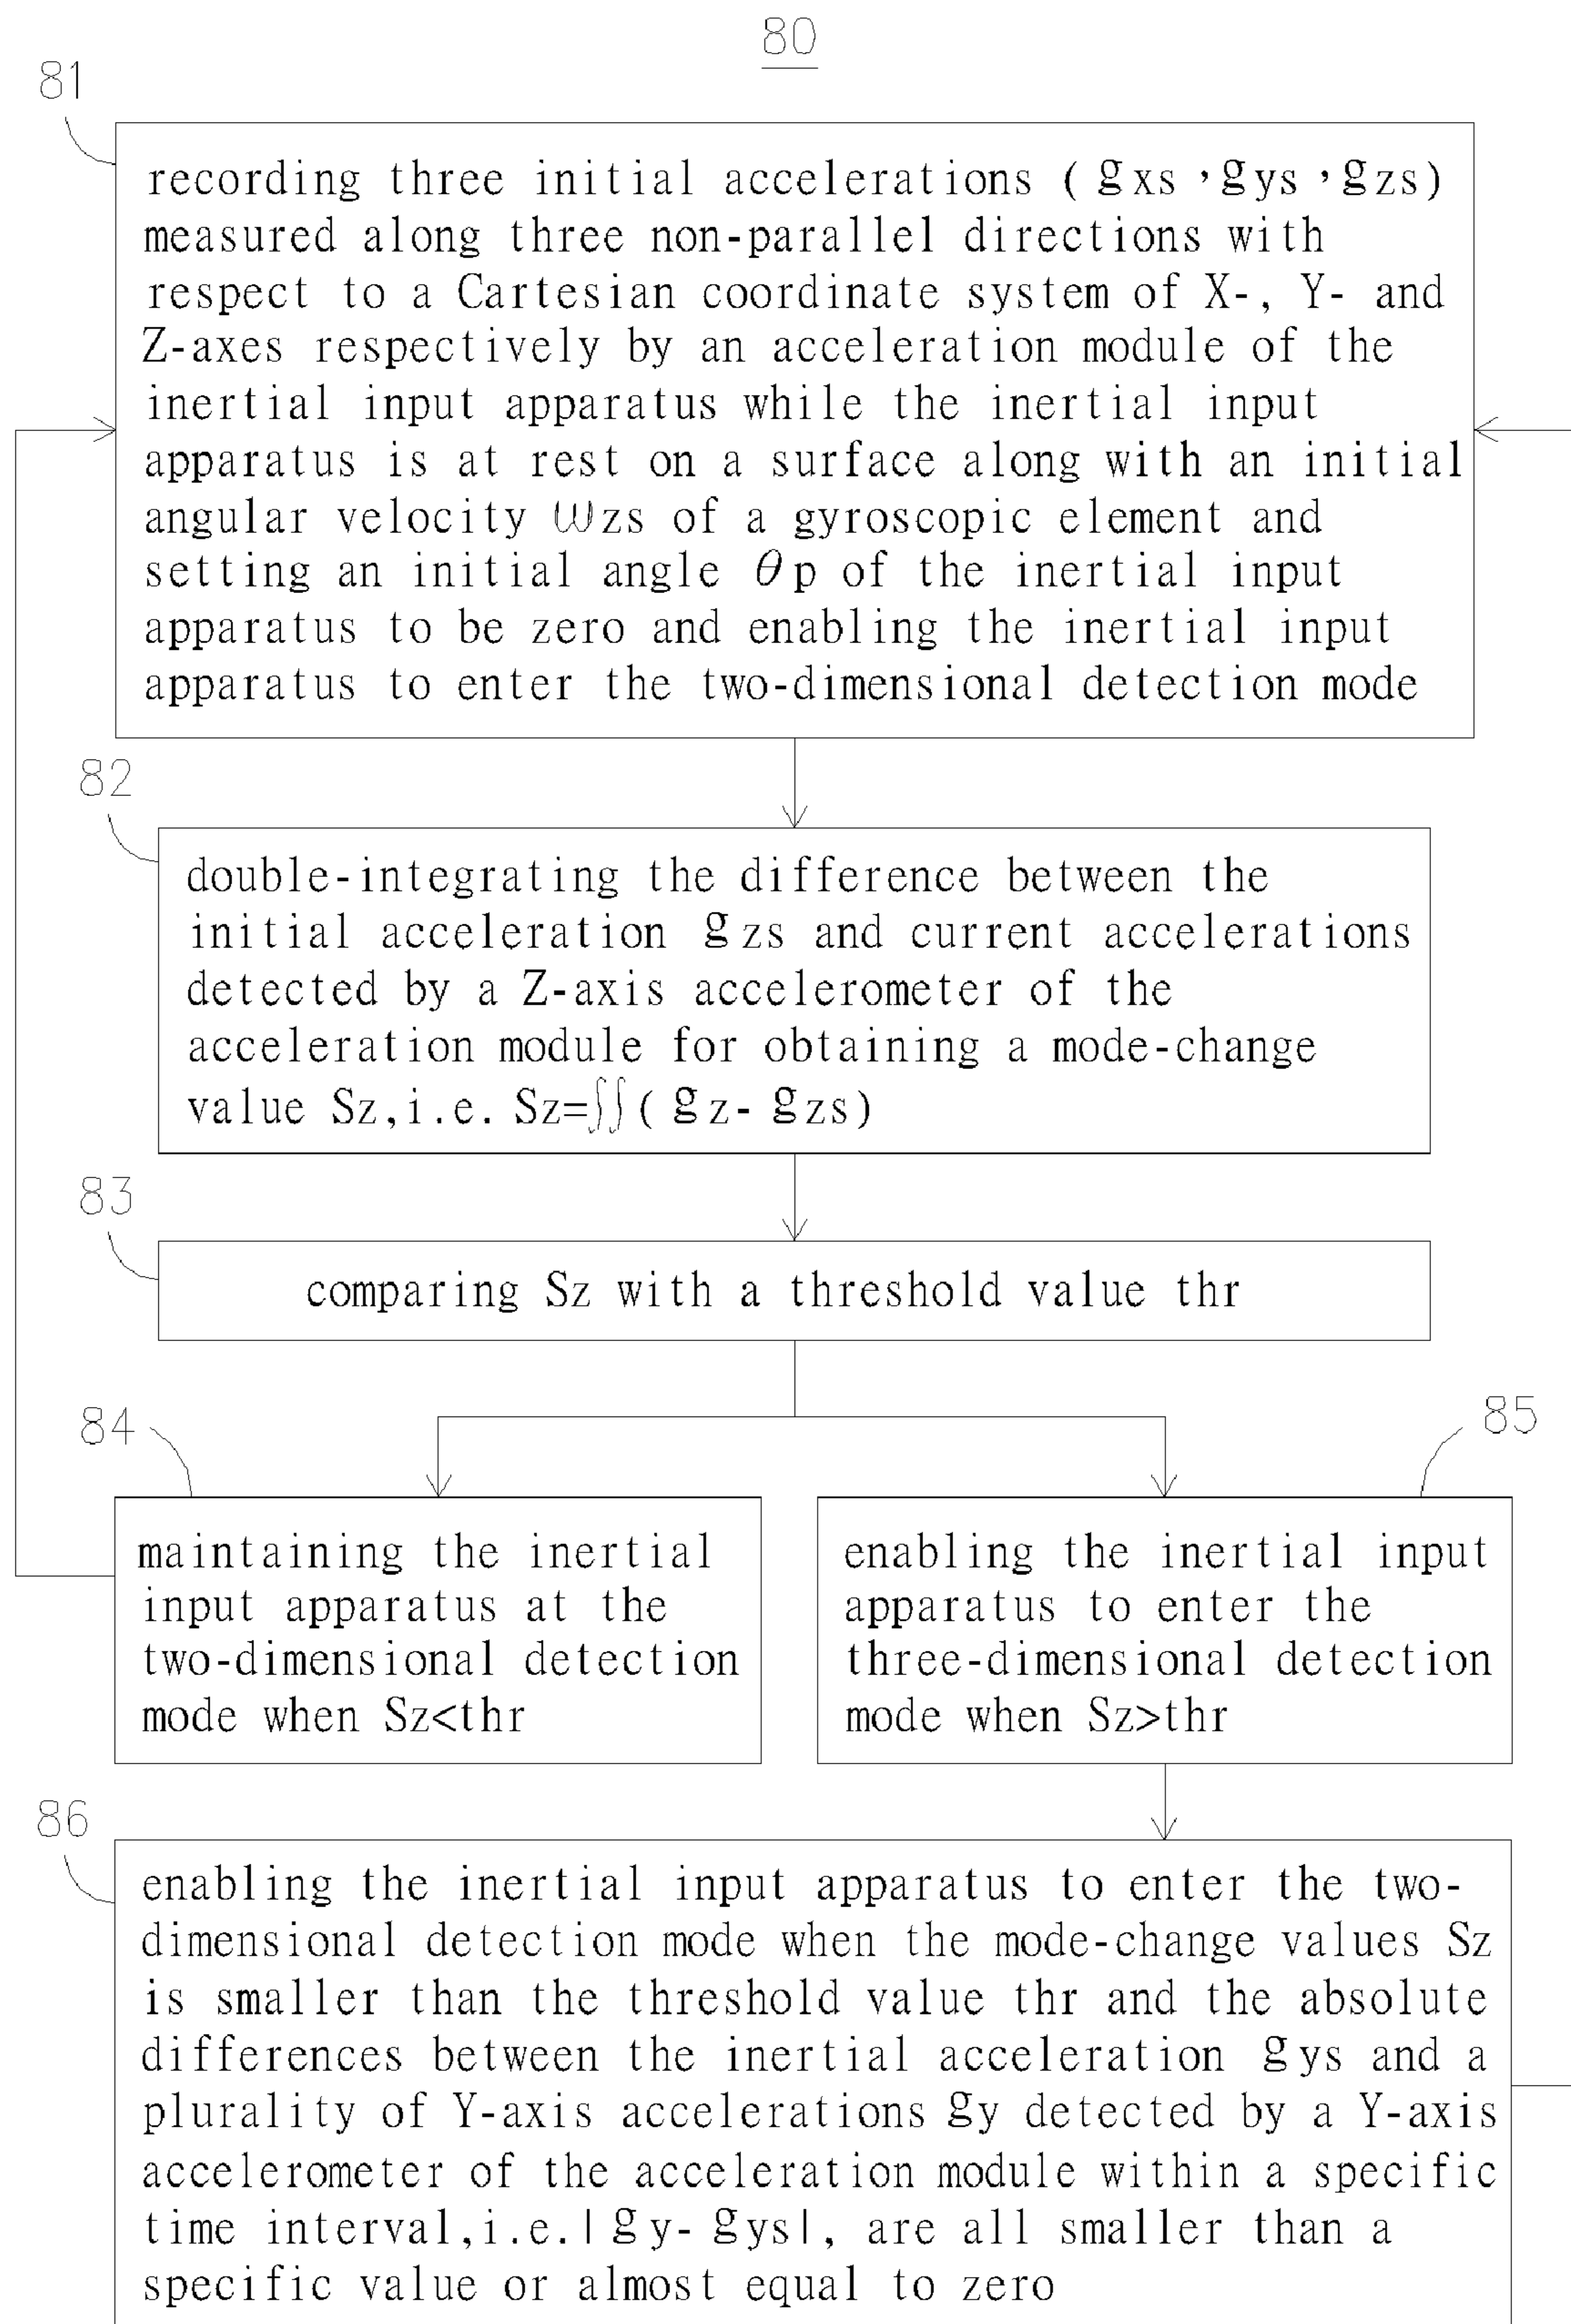 80
81
recording three initial accelerations (gxs,gys,gzs)
measured along three non-parallel directions with
respect to a Cartesian coordinate system of X-, Y- and
Z-axes respectively by an acceleration module of the
inertial input apparatus while the inertial input
apparatus is at rest on a surface along with an initial
angular velocity ωzs of a gyroscopic element and
setting an initial angle θp of the inertial input
apparatus to be zero and enabling the inertial input
apparatus to enter the two-dimensional detection mode
82
double-integrating the difference between the
initial acceleration gzs and current accelerations
detected by a Z-axis accelerometer of the
acceleration module for obtaining a mode-change
value Sz,i.e. Sz=∫∫(gz-gzs)
83
comparing Sz with a threshold value thr
84
maintaining the inertial
input apparatus at the
two-dimensional detection
mode when Sz<thr
85
enabling the inertial input
apparatus to enter the
three-dimensional detection
mode when Sz>thr
86
enabling the inertial input apparatus to enter the two-
dimensional detection mode when the mode-change values Sz
is smaller than the threshold value thr and the absolute
differences between the inertial acceleration gys and a
plurality of Y-axis accelerations gy detected by a Y-axis
accelerometer of the acceleration module within a specific
time interval,i.e.|gy-gys|, are all smaller than a
specific value or almost equal to zero